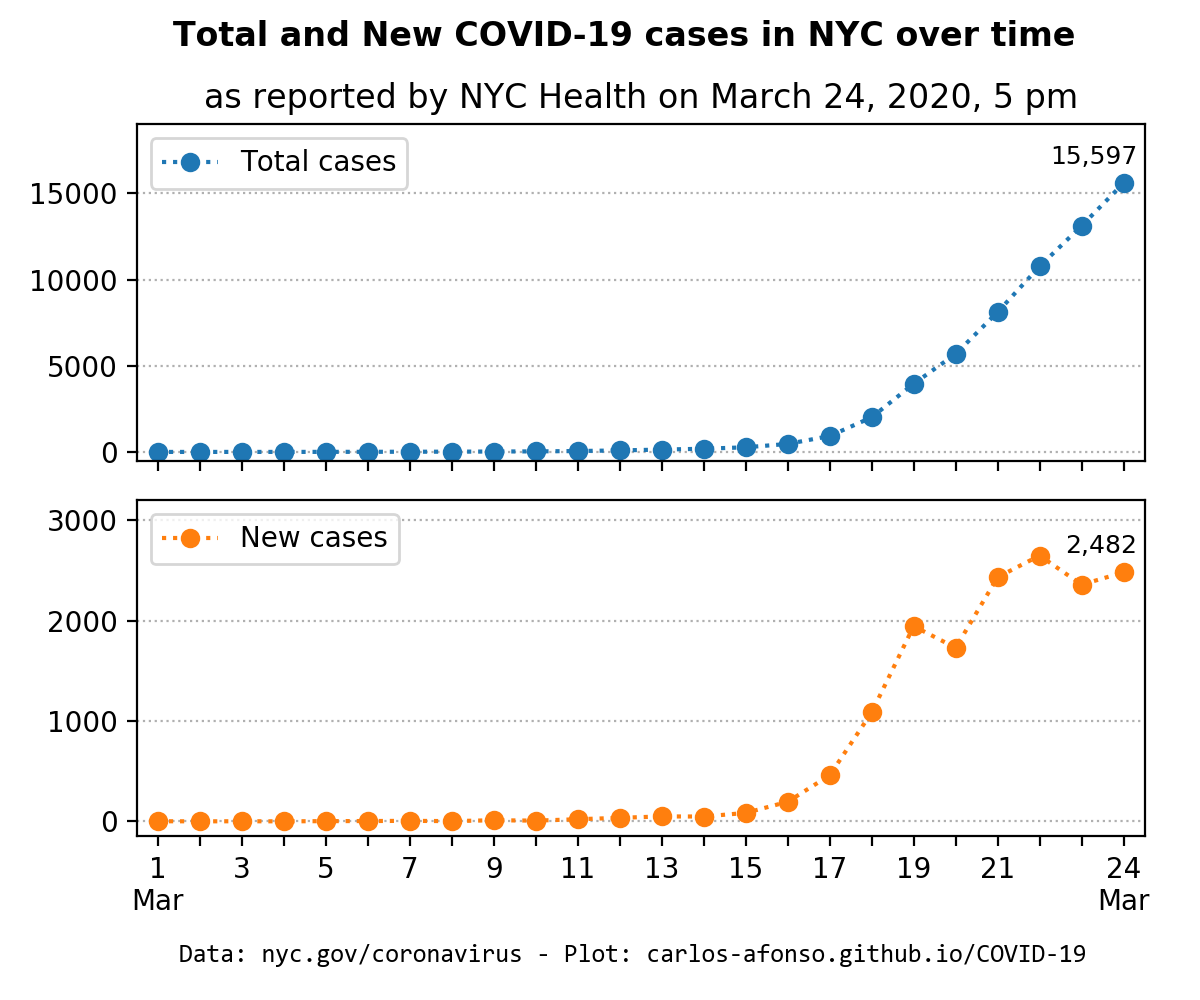 Total and New COVID-19 cases in NYC over time
as reported by NYC Health on March 24, 2020, 5 pm
Total cases
15,597
15000
10000
5000
0
New cases
2,482
3000
2000
1000
0
1 3 5 7 9 11 13 15 17 19 21 24
Mar Mar
Data: nyc.gov/coronavirus - Plot: carlos-afonso.github.io/COVID-19